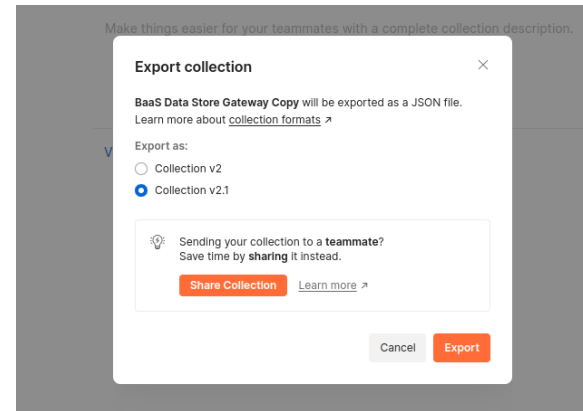 Make things easier for your teammates with a complete collection description.
Export collection
BaaS Data Store Gateway Copy will be exported as a JSON file.
Learn more about collection formats ↗
Export as:
V
Collection v2
Collection v2.1
Sending your collection to a teammate?
Save time by sharing it instead.
Share Collection Learn more ↗
Cancel Export